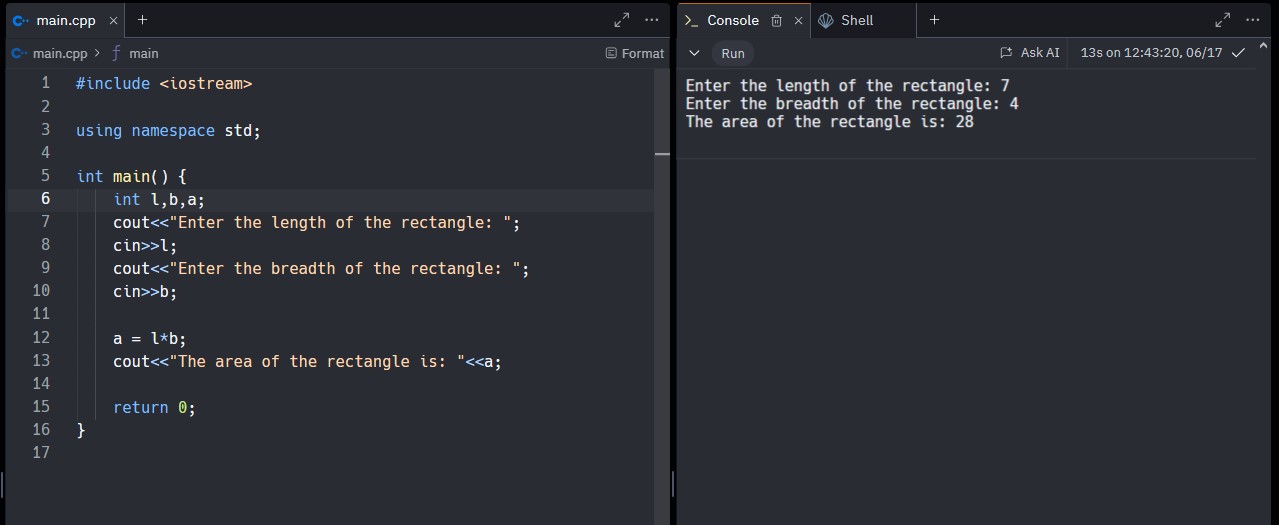 main.cpp
main.cpp > main
Format
1 #include <iostream>
2
3 using namespace std;
4
5 int main() {
6     int l,b,a;
7     cout<<"Enter the length of the rectangle: ";
8     cin>>l;
9     cout<<"Enter the breadth of the rectangle: ";
10     cin>>b;
11
12     a = l*b;
13     cout<<"The area of the rectangle is: "<<a;
14
15     return 0;
16 }
17
Console
Shell
Run
Ask AI
13s on 12:43:20, 06/17
Enter the length of the rectangle: 7
Enter the breadth of the rectangle: 4
The area of the rectangle is: 28